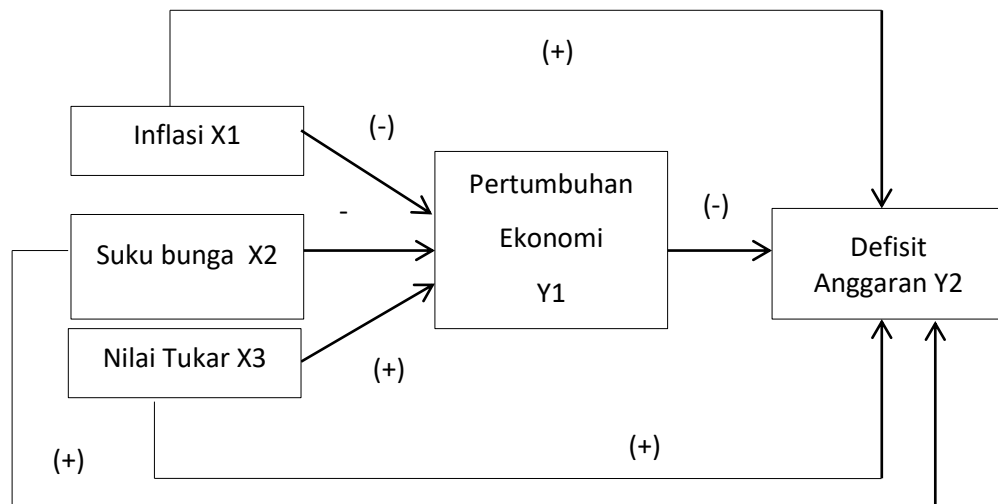 (+)
Inflasi X1
(-)
Pertumbuhan
Ekonomi
Y1
-
(-)
Suku bunga X2
Defisit
Anggaran Y2
Nilai Tukar X3
(+)
(+)
(+)